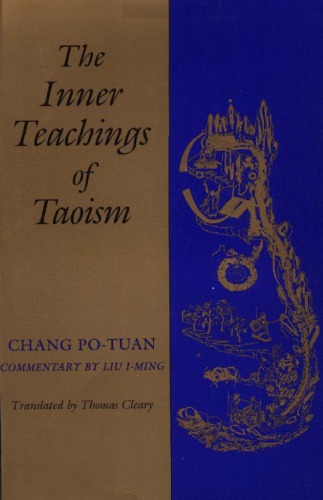 The
Inner
Teachings
of
Taoism
CHANG PO-TUAN
COMMENTARY BY LIU I-MING
Translated by Thomas Cleary